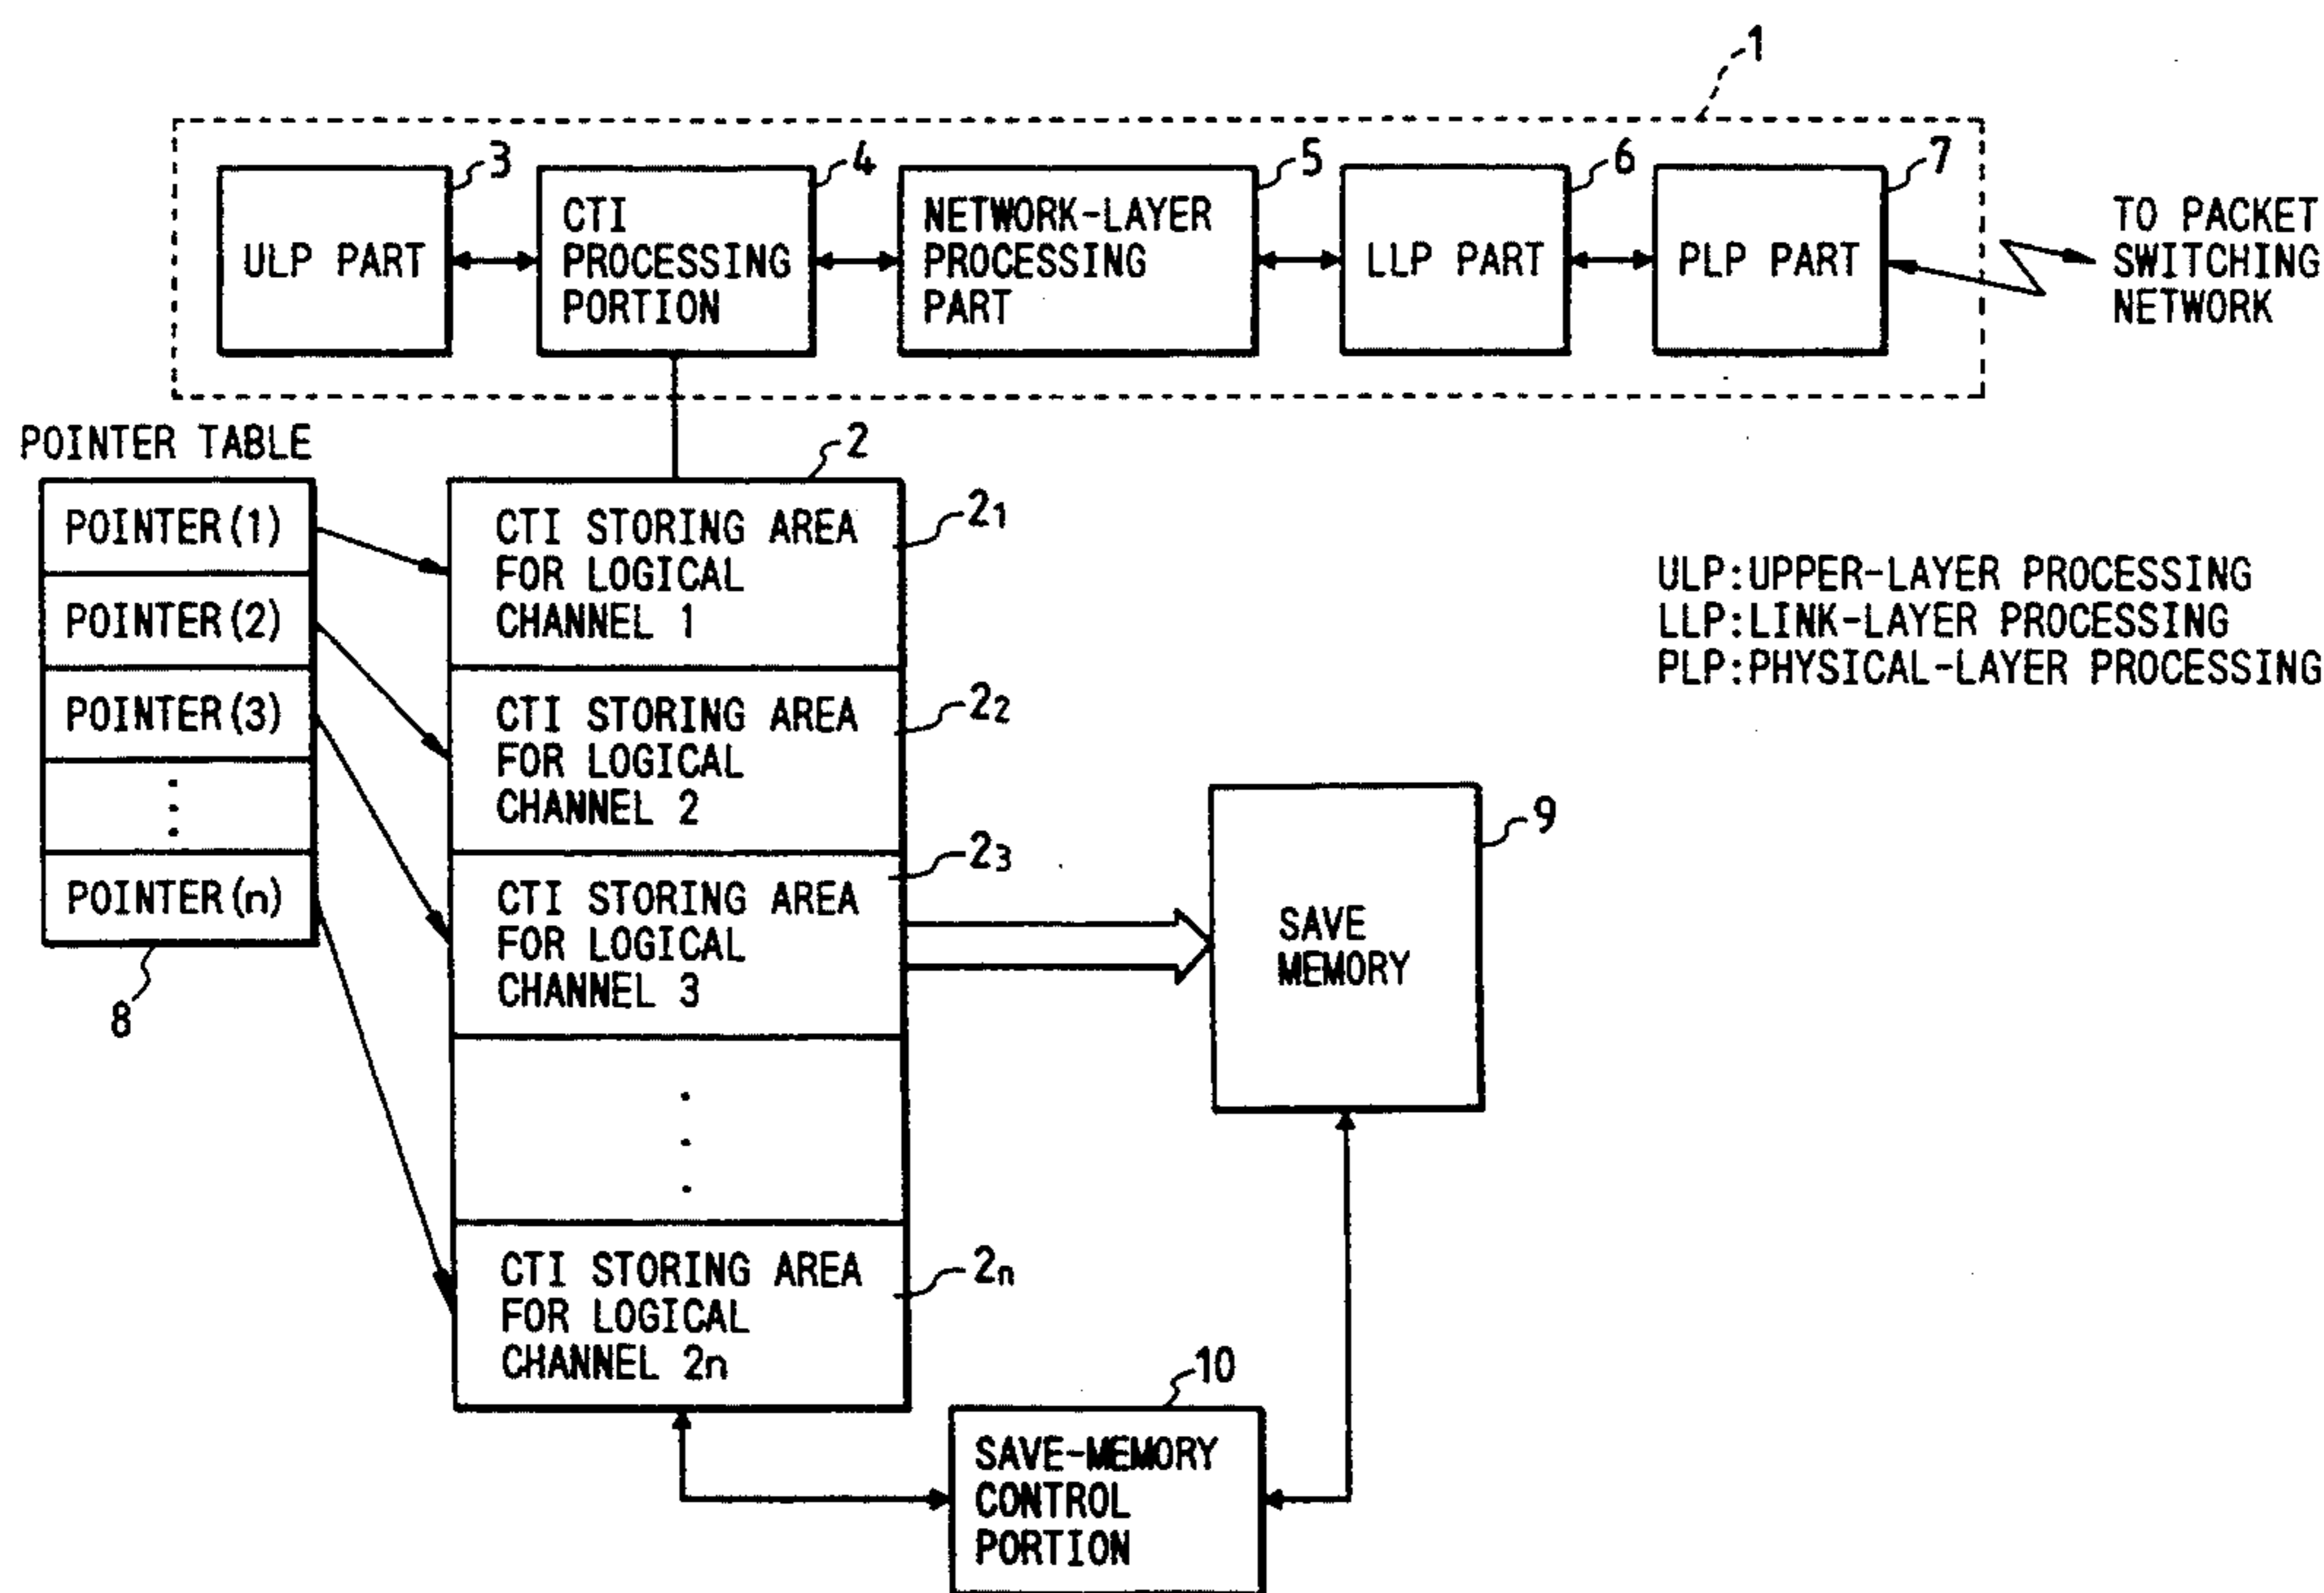 1
3
4
5
6
7
ULP PART
CTI
PROCESSING
PORTION
NETWORK-LAYER
PROCESSING
PART
LLP PART
PLP PART
TO PACKET
SWITCHING
NETWORK
POINTER TABLE
POINTER(1)
POINTER(2)
POINTER(3)
POINTER(n)
8
2
CTI STORING AREA
FOR LOGICAL
CHANNEL 1
21
CTI STORING AREA
FOR LOGICAL
CHANNEL 2
22
CTI STORING AREA
FOR LOGICAL
CHANNEL 3
23
CTI STORING AREA
FOR LOGICAL
CHANNEL 2n
2n
ULP:UPPER-LAYER PROCESSING
LLP:LINK-LAYER PROCESSING
PLP:PHYSICAL-LAYER PROCESSING
SAVE
MEMORY
9
10
SAVE-MEMORY
CONTROL
PORTION